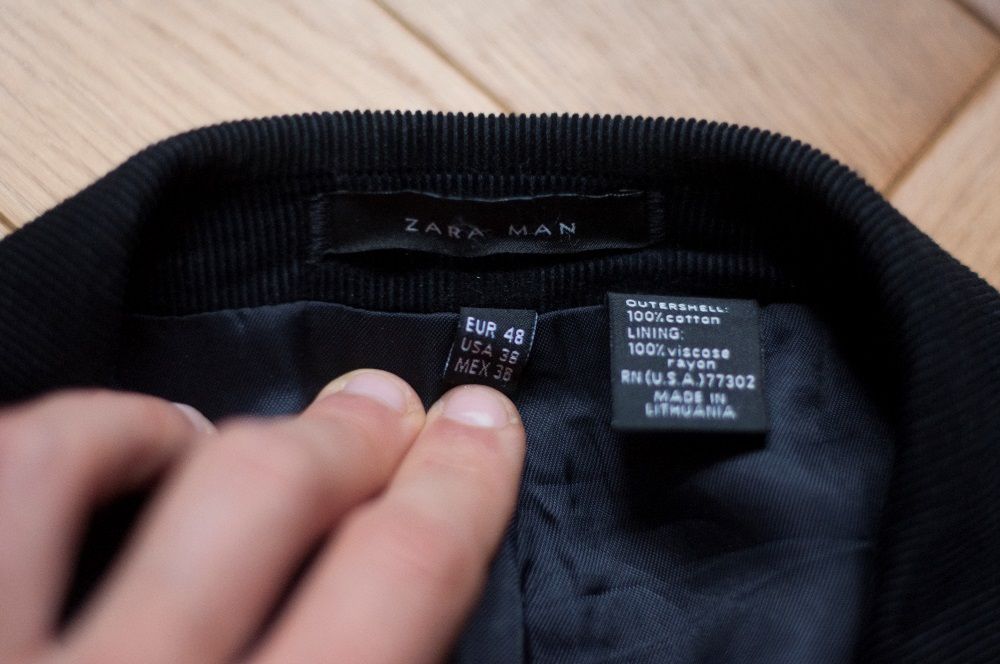 ZARA MAN
EUR 48
USA 38
MEX 38
OUTERSHELL:
100% cotton
LINING:
100% viscose
rayon
RN (U.S.A.) 77302
MADE IN
LITHUANIA